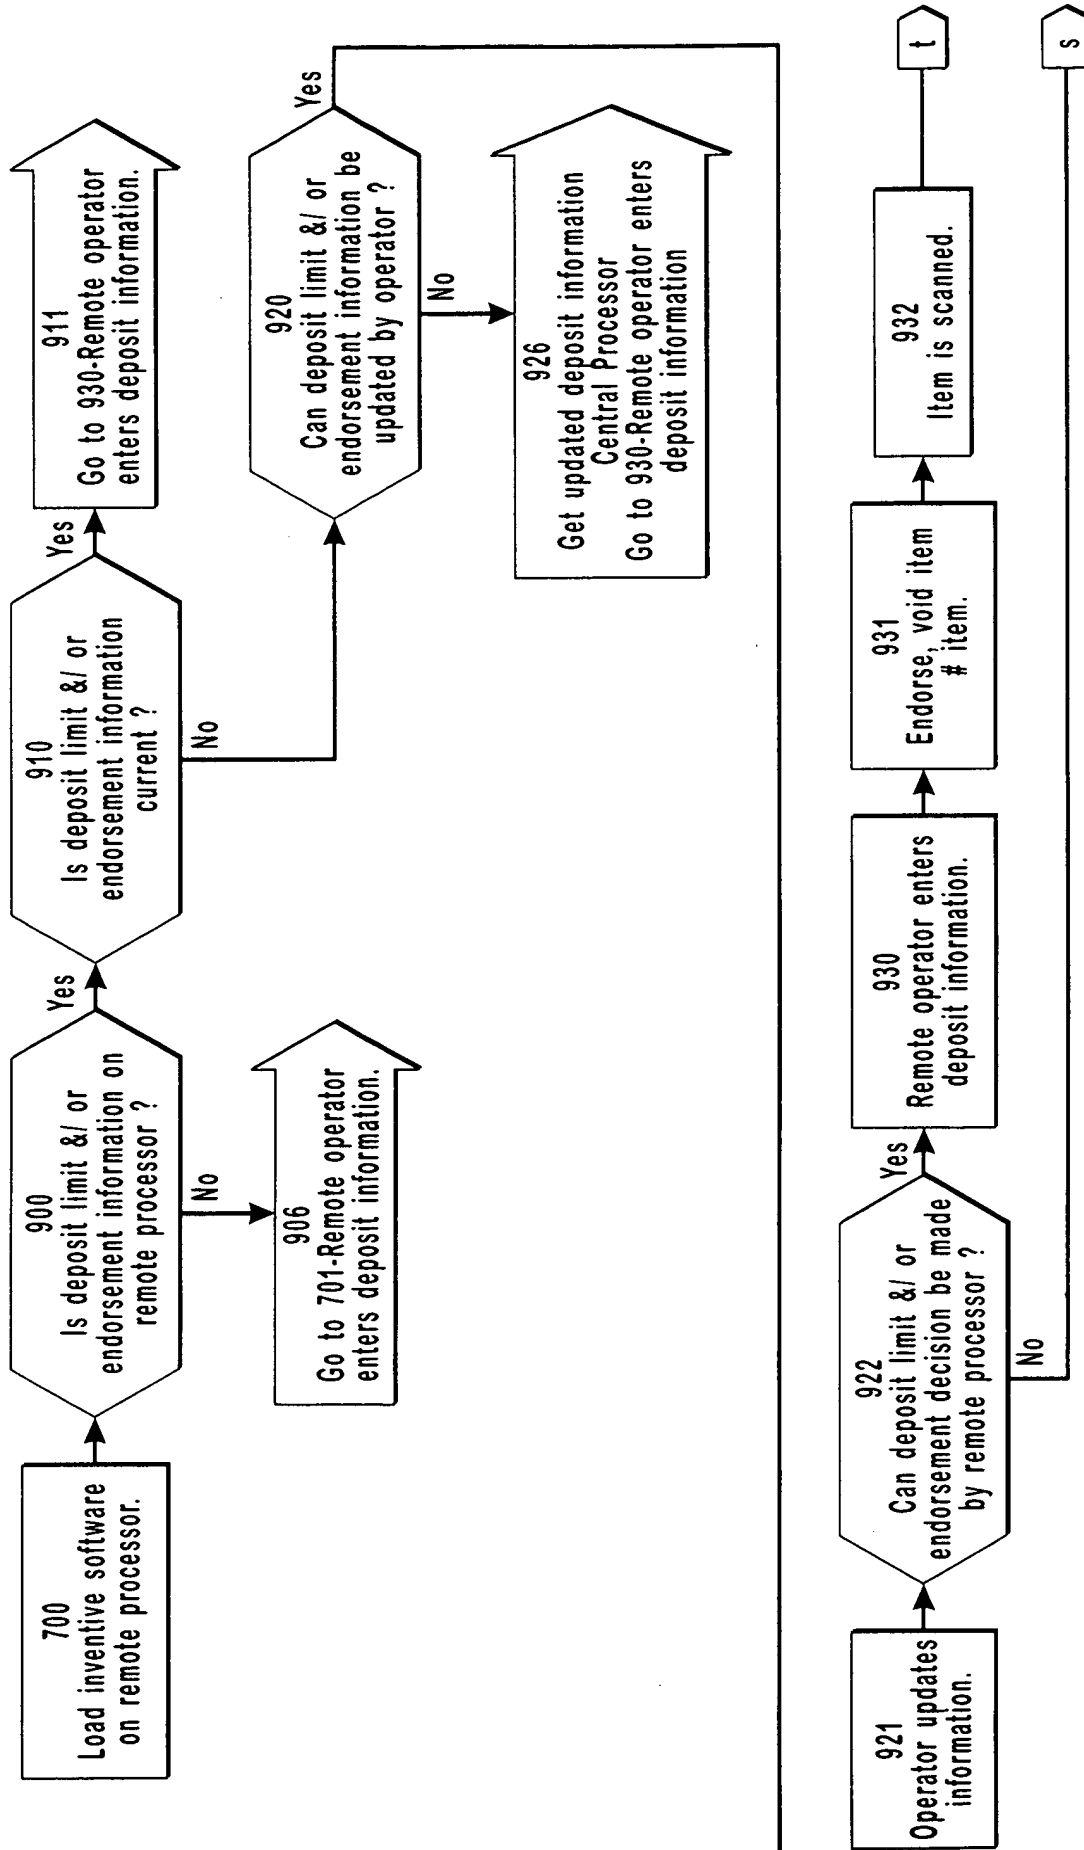 700
Load inventive software
on remote processor.
900
Is deposit limit &/ or
endorsement information on
remote processor ?
Yes
No
906
Go to 701-Remote operator
enters deposit information.
910
Is deposit limit &/ or
endorsement information
current ?
Yes
No
911
Go to 930-Remote operator
enters deposit information.
920
Can deposit limit &/ or
endorsement information be
updated by operator ?
Yes
No
926
Get updated deposit information
Central Processor
Go to 930-Remote operator enters
deposit information
921
Operator updates
information.
922
Can deposit limit &/ or
endorsement decision be made
by remote processor ?
Yes
No
930
Remote operator enters
deposit information.
931
Endorse, void item
# item.
932
Item is scanned.
t
s